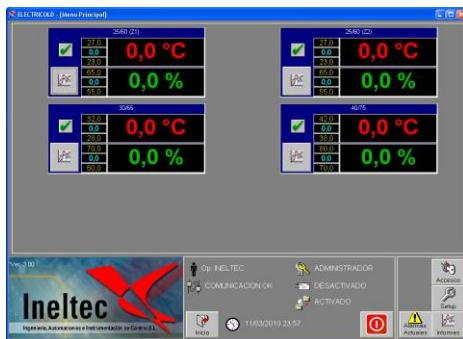 ELECTRICOLO - [Menu Principal]
25/60 (Z1)
27,0
0,0
23,0
0,0 °C
65,0
0,0
55,0
0,0 %
25/60 (Z2)
27,0
0,0
23,0
0,0 °C
65,0
0,0
55,0
0,0 %
30/65
32,0
0,0
28,0
0,0 °C
70,0
0,0
60,0
0,0 %
40/75
42,0
0,0
38,0
0,0 °C
80,0
0,0
70,0
0,0 %
Ver. 3.00
Ineltec
Ingeniería, Automatismos e Instrumentación de Control S.L.
Op: INELTEC
COMUNICACION OK
ADMINISTRADOR
DESACTIVADO
ACTIVADO
Inicio
11/03/2010 23:57
Accesos
Setup
Alarmas
Actuales
Informes